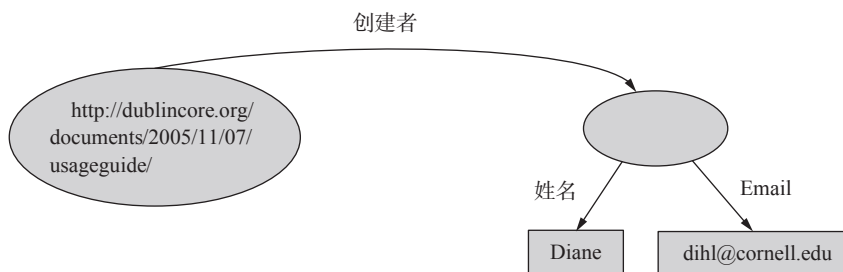 创建者
http://dublincore.org/
documents/2005/11/07/
usageguide/
姓名
Email
Diane
dihl@cornell.edu